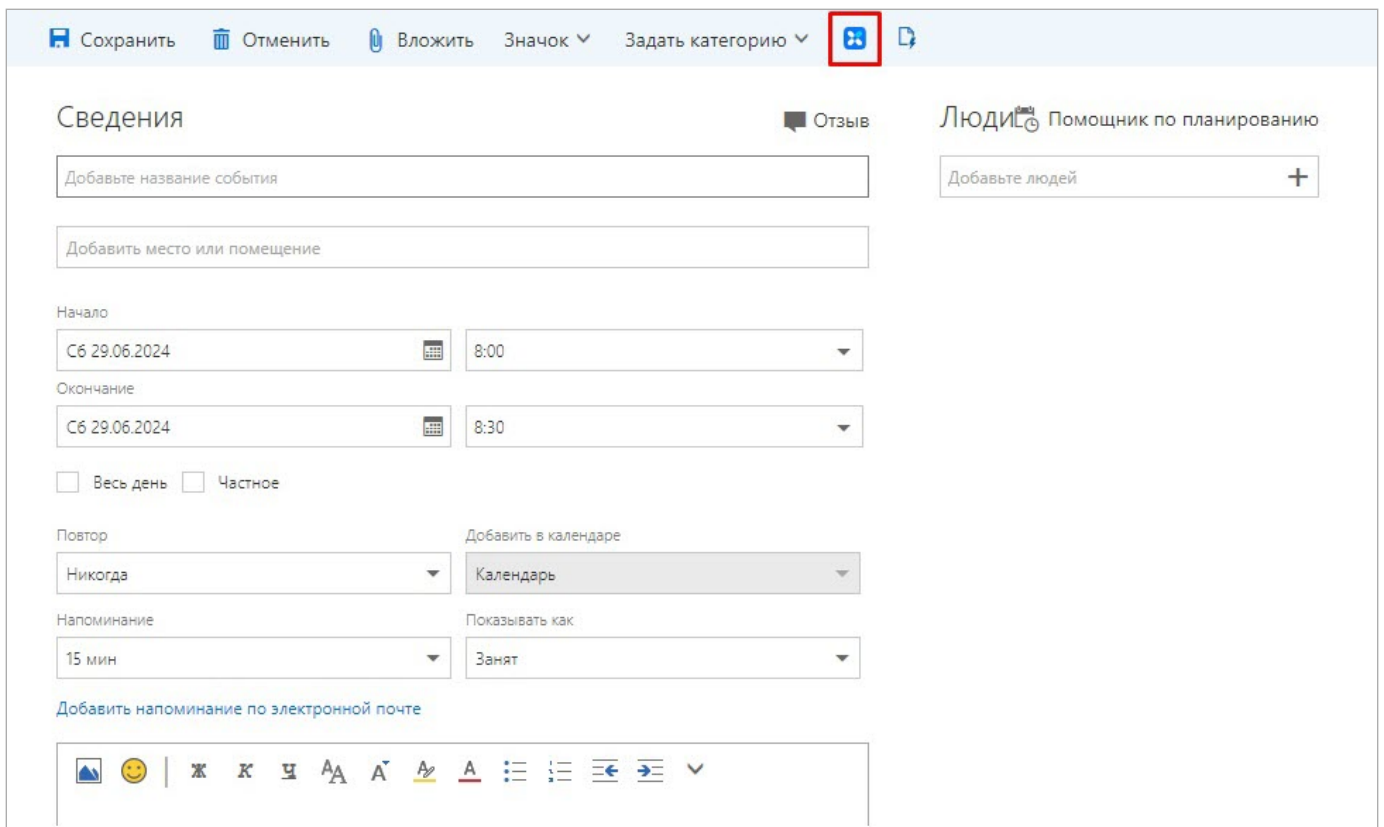 Сохранить Отменить Вложить Значок Задать категорию
Сведения Отзыв Люди Помощник по планированию
Добавьте название события Добавьте людей
Добавить место или помещение
Начало
Сб 29.06.2024 8:00
Окончание
Сб 29.06.2024 8:30
Весь день Частное
Повтор Добавить в календаре
Никогда Календарь
Напоминание Показывать как
15 мин Занят
Добавить напоминание по электронной почте
Ж К Ч